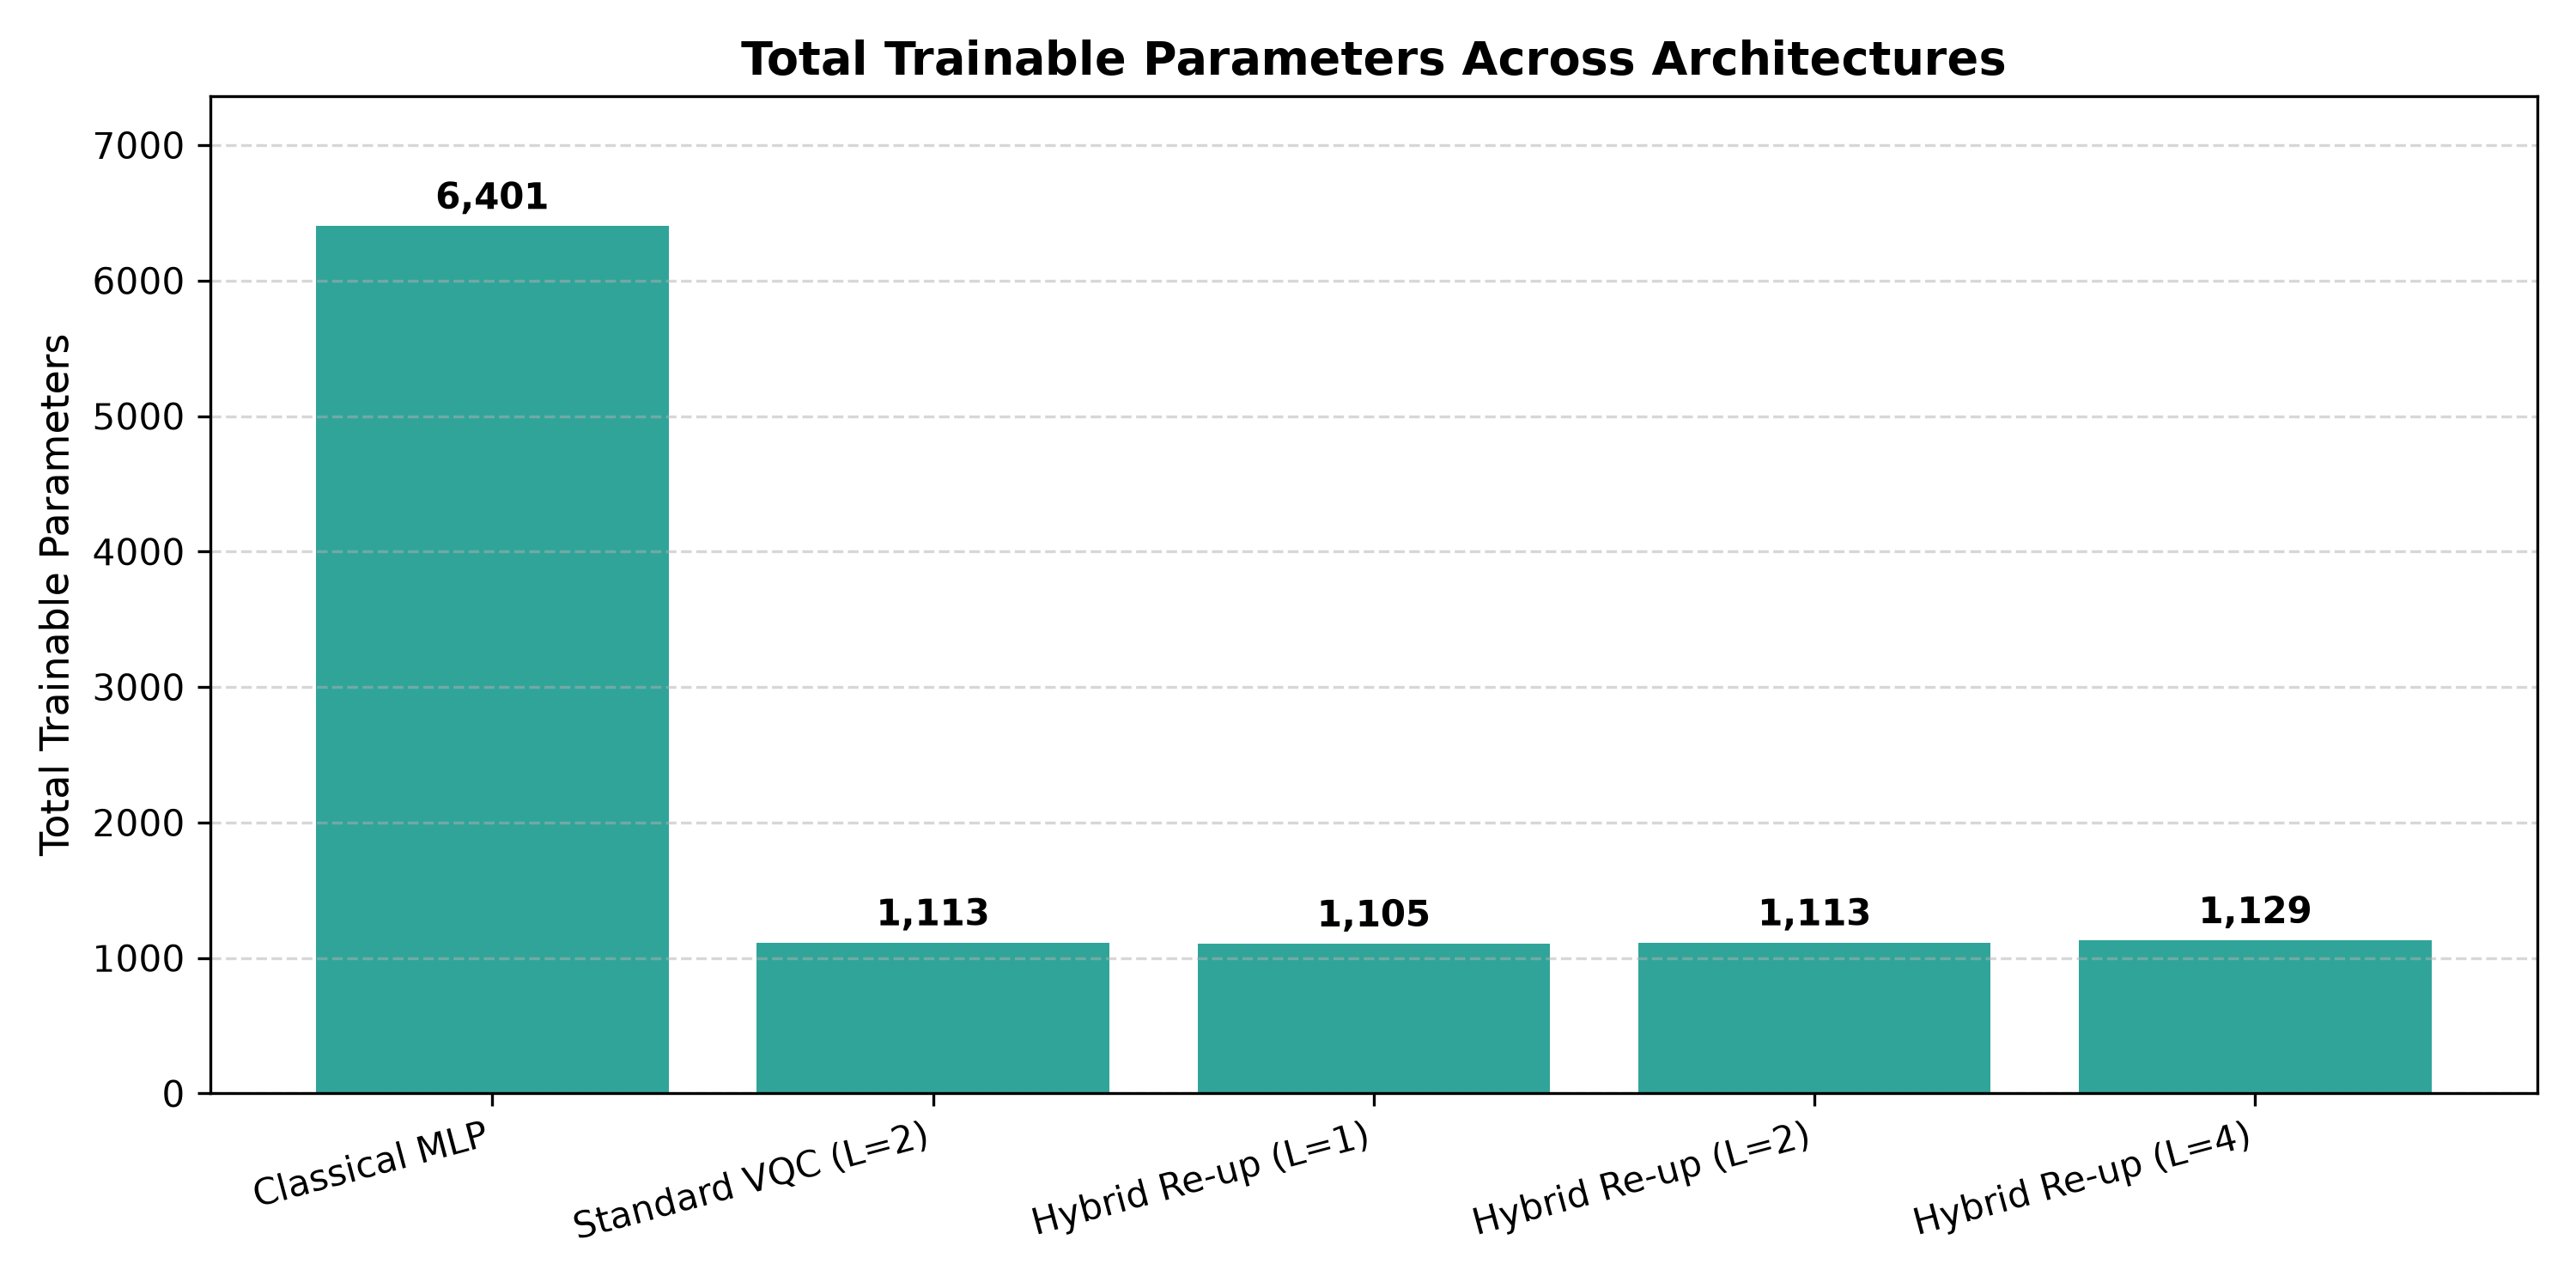 Total Trainable Parameters Across Architectures
Total Trainable Parameters
7000
6000
5000
4000
3000
2000
1000
0
6,401
1,113
1,105
1,113
1,129
Classical MLP
Standard VQC (L=2)
Hybrid Re-up (L=1)
Hybrid Re-up (L=2)
Hybrid Re-up (L=4)